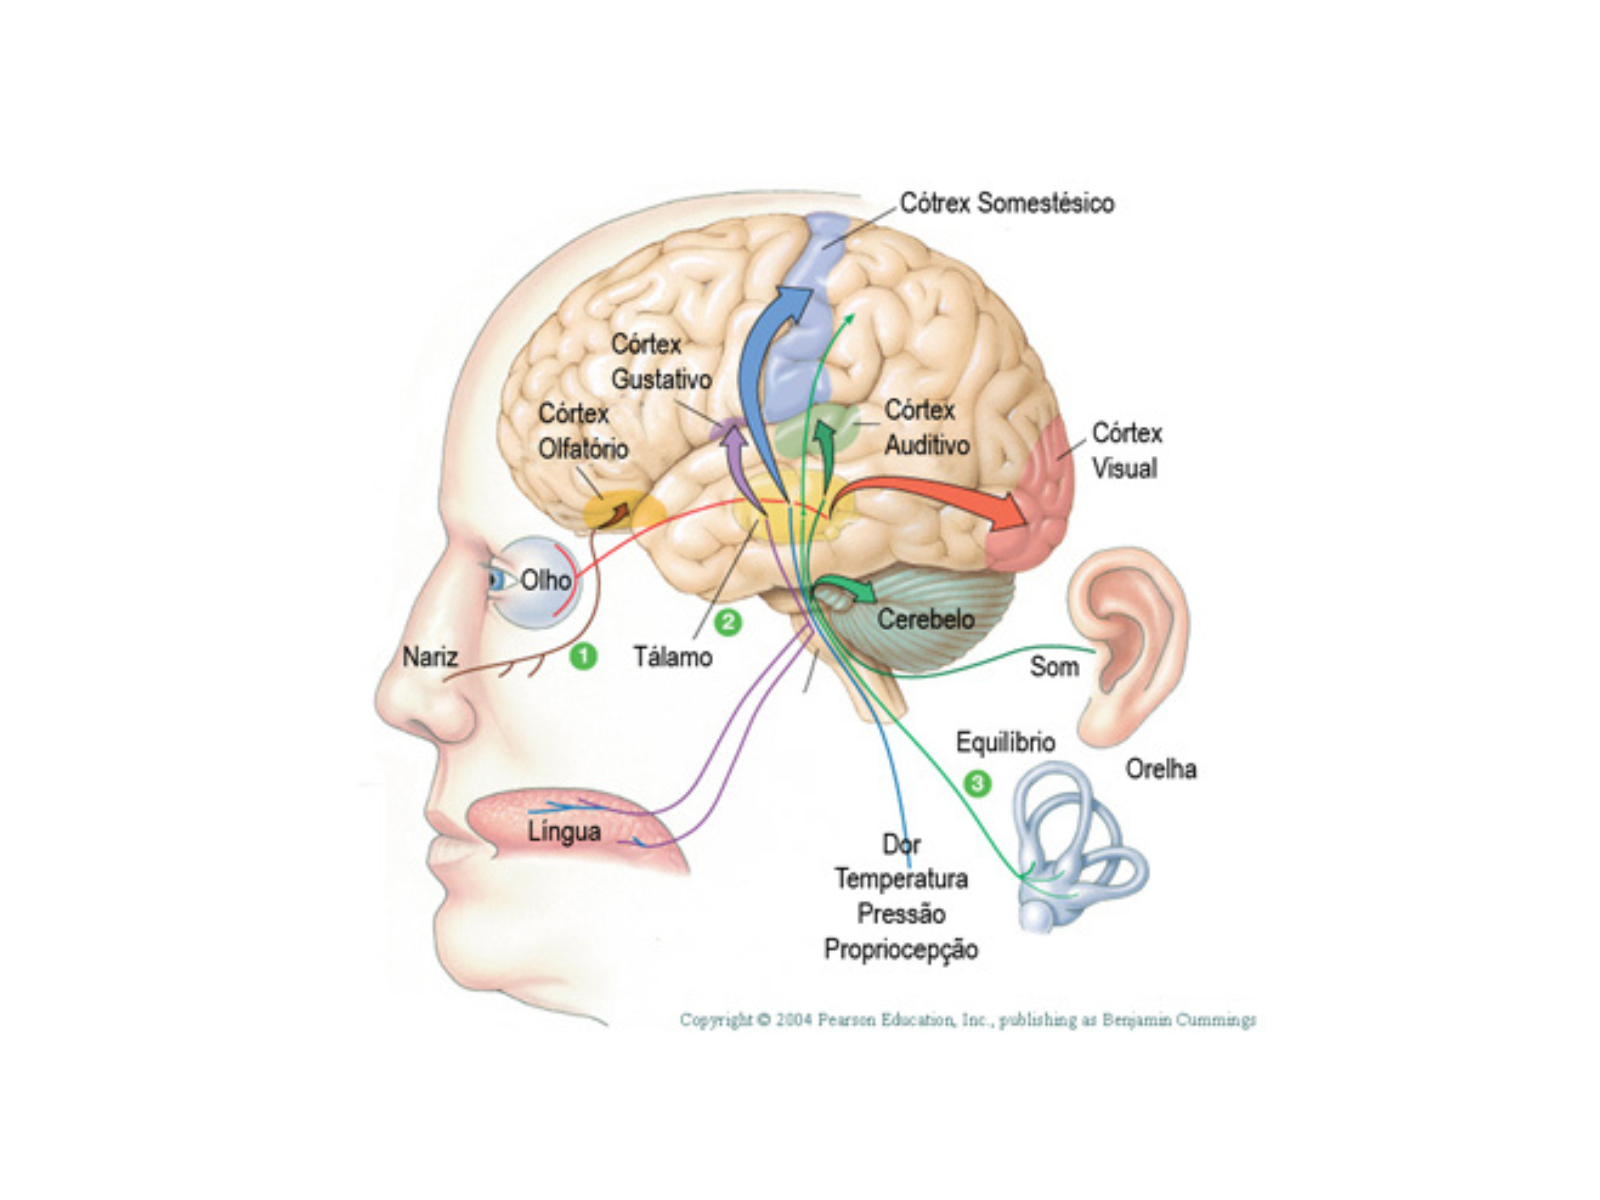 Cótrex Somestésico
Córtex
Gustativo
Córtex
Olfatório
Córtex
Auditivo
Córtex
Visual
Olho
Nariz
1
2
Tálamo
Cerebelo
Som
Equilíbrio
3
Orelha
Língua
Dor
Temperatura
Pressão
Propriocepção
Copyright © 2004 Pearson Education, Inc., publishing as Benjamin Cummings